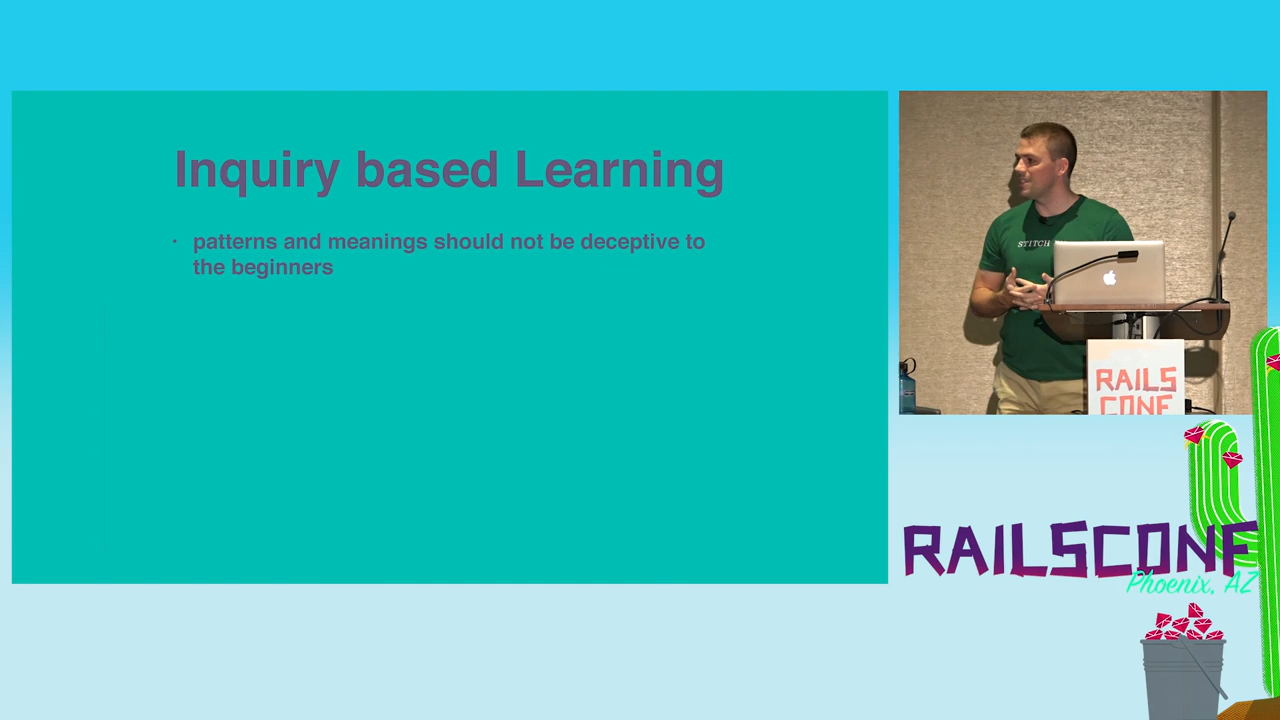 Inquiry based Learning
· patterns and meanings should not be deceptive to
the beginners
STITCH
RAILS
CONF
RAILSCONF
Phoenix, AZ